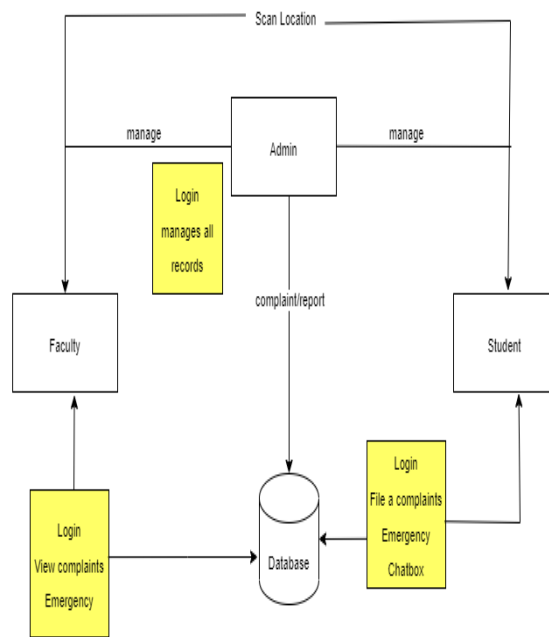 Scan Location
manage
manage
Admin
Login
manages all
records
complaint/report
Faculty
Student
Login
File a complaints
Emergency
Chatbox
Login
View complaints
Emergency
Database